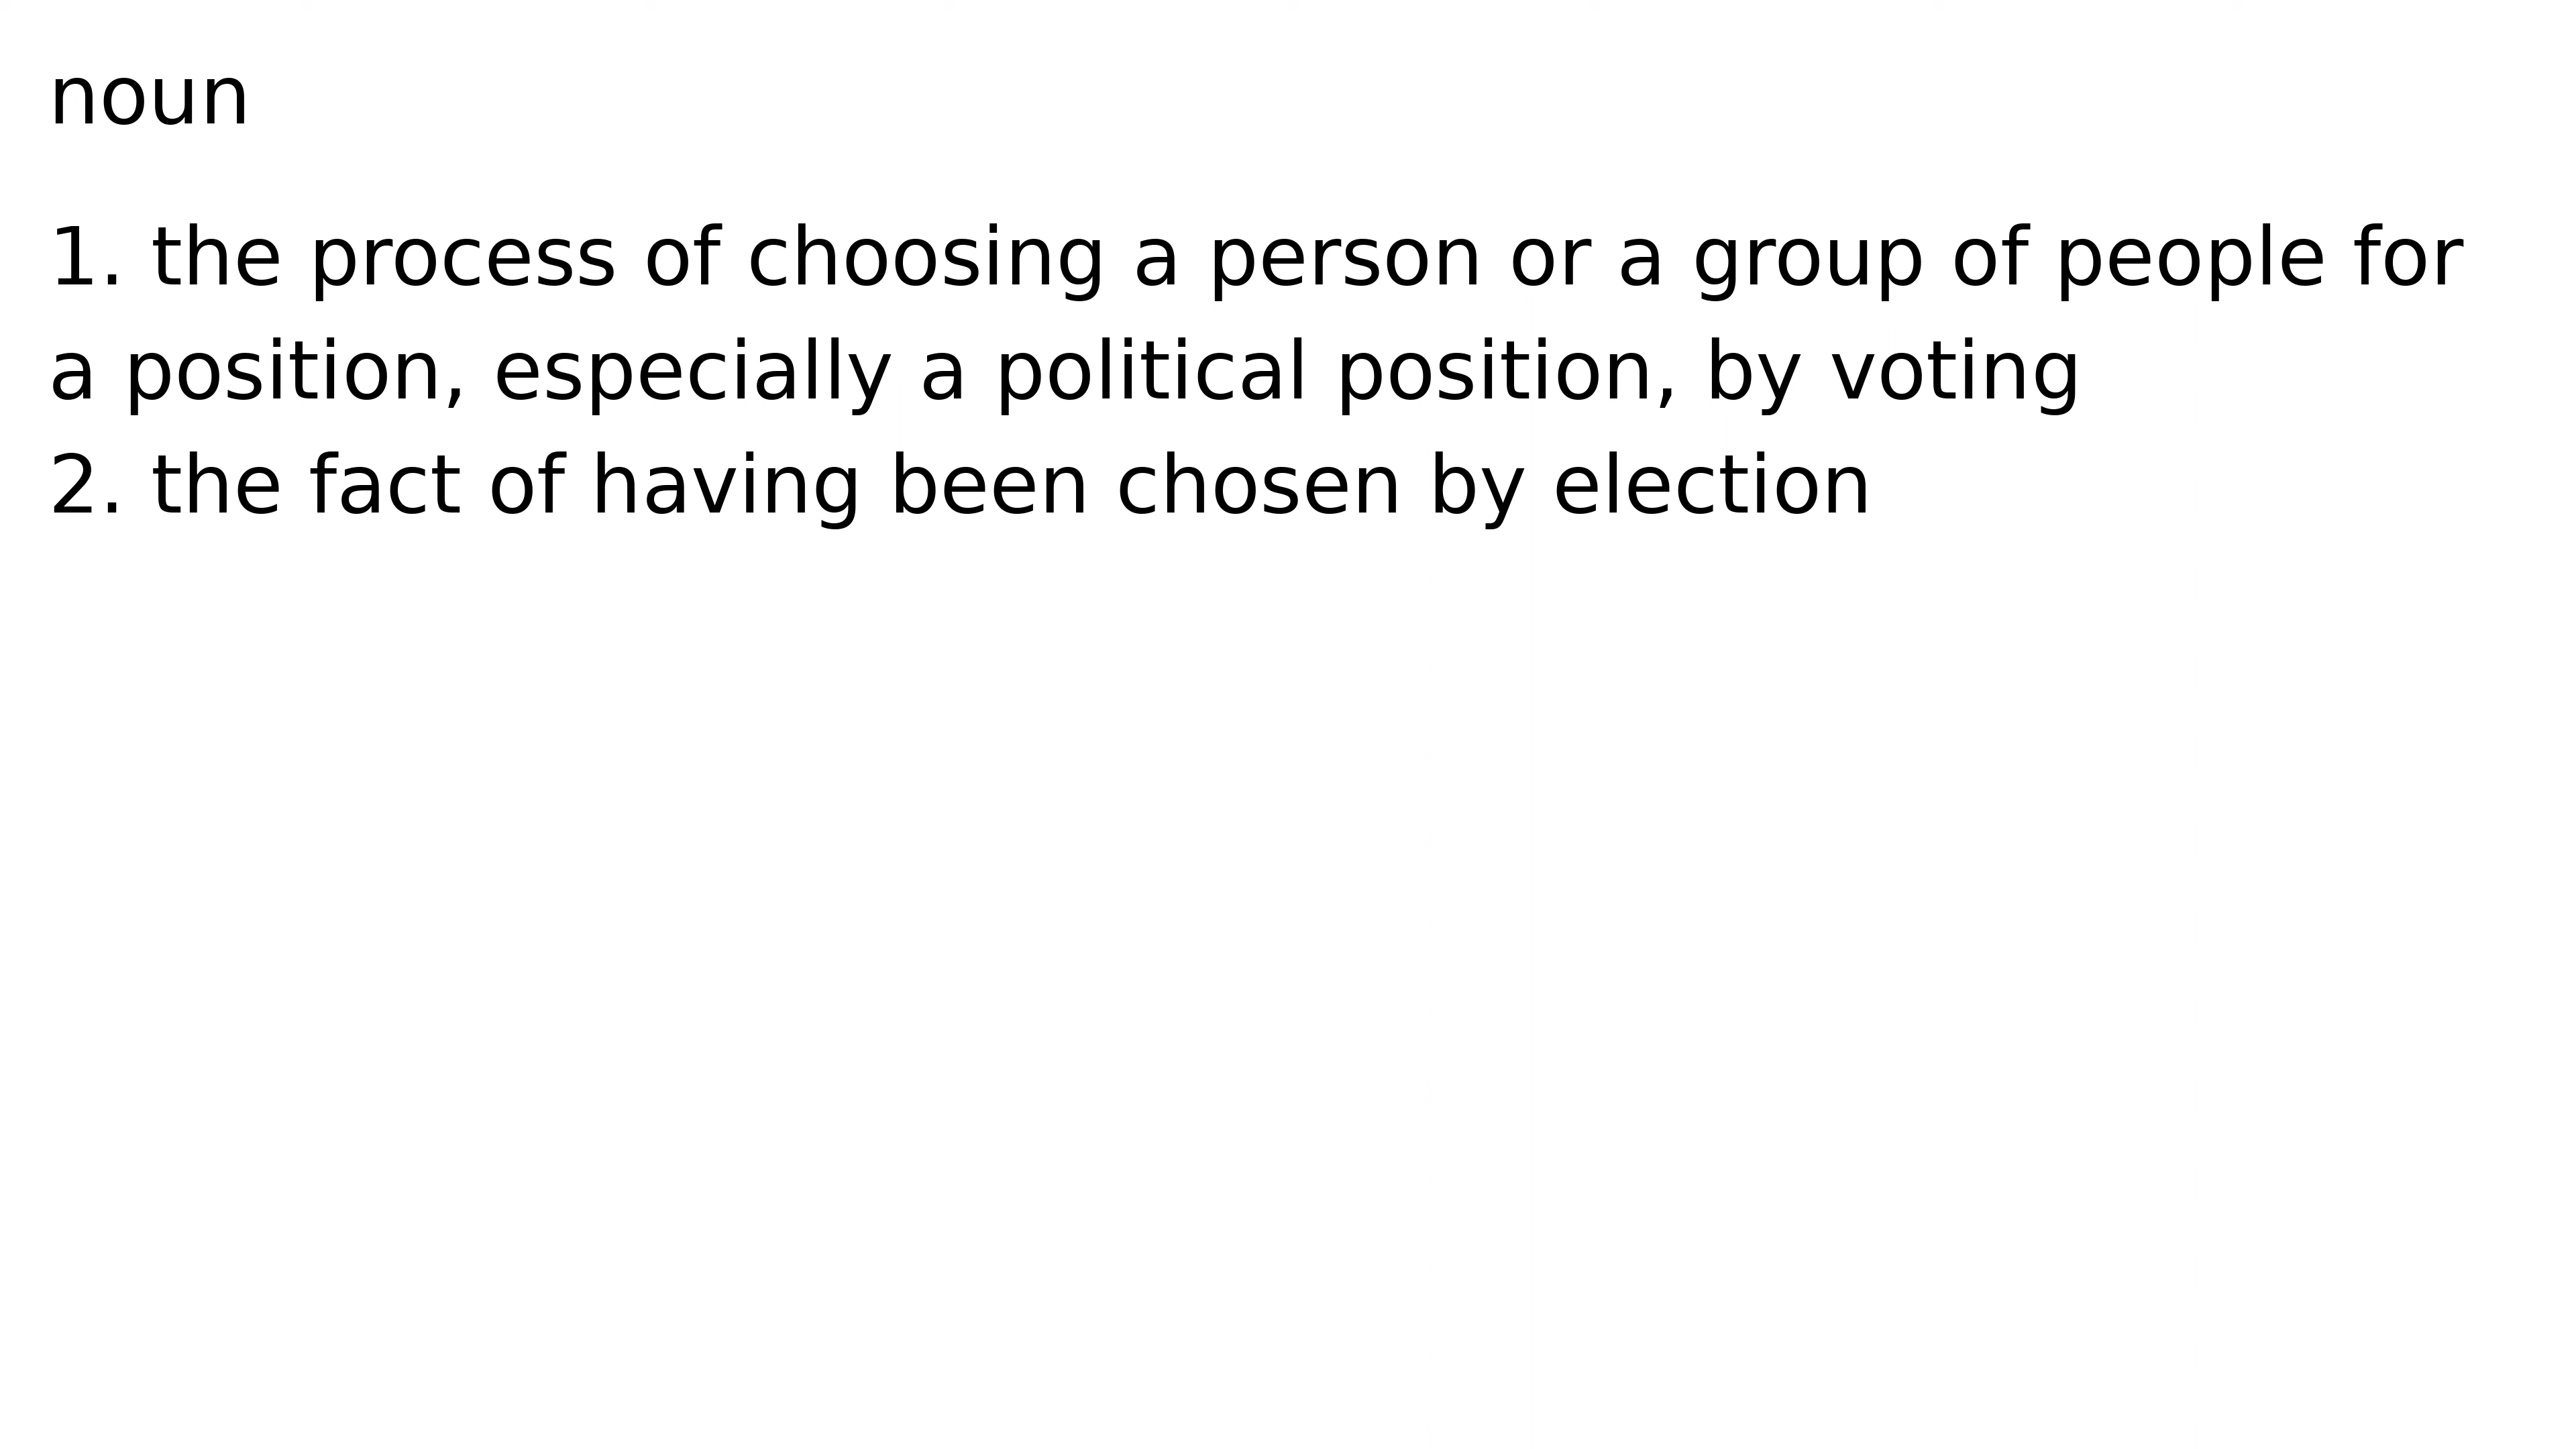 noun
1. the process of choosing a person or a group of people for
a position, especially a political position, by voting
2. the fact of having been chosen by election